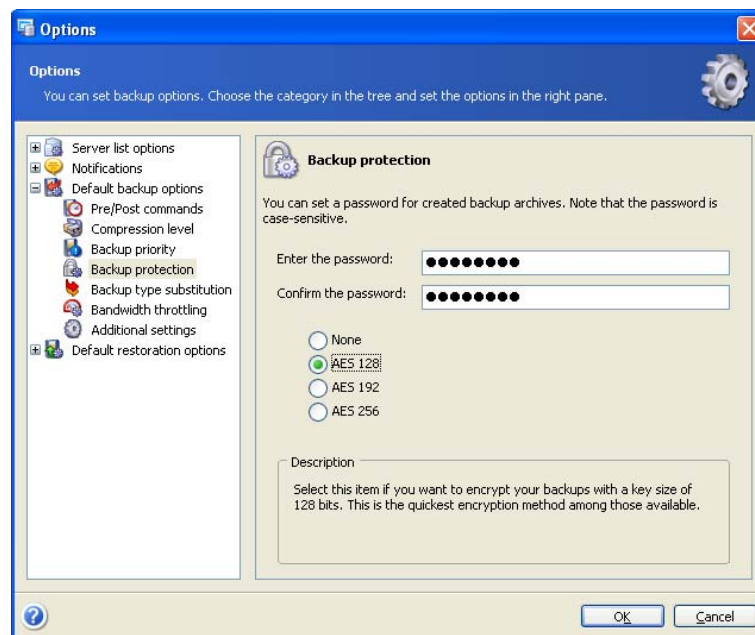 Options
Options
You can set backup options. Choose the category in the tree and set the options in the right pane.
Server list options
Notifications
Default backup options
Pre/Post commands
Compression level
Backup priority
Backup protection
Backup type substitution
Bandwidth throttling
Additional settings
Default restoration options
Backup protection
You can set a password for created backup archives. Note that the password is
case-sensitive.
Enter the password: ●●●●●●●●
Confirm the password: ●●●●●●●●
None
AES 128
AES 192
AES 256
Description
Select this item if you want to encrypt your backups with a key size of
128 bits. This is the quickest encryption method among those available.
OK
Cancel